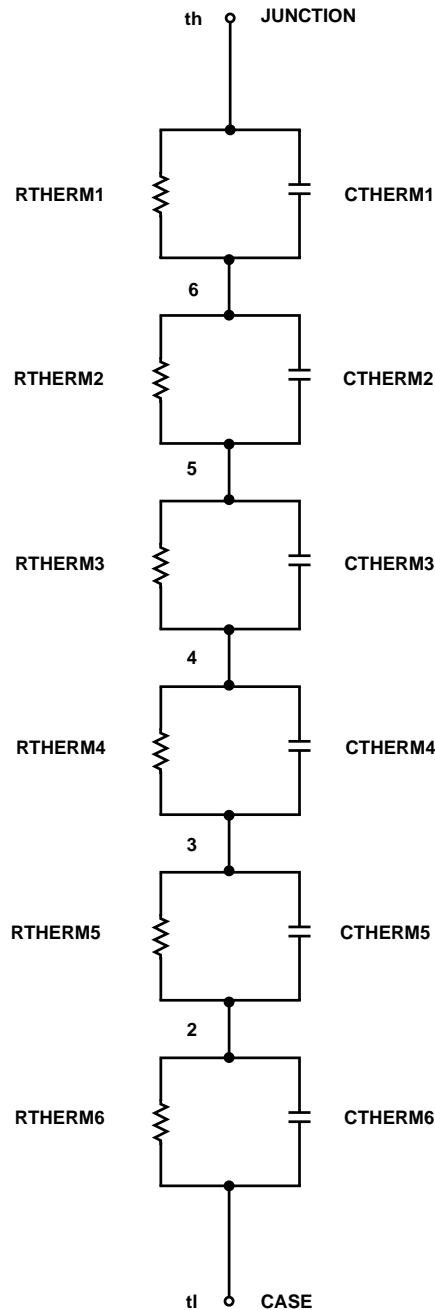 th JUNCTION
RTHERM1 CTHERM1
6
RTHERM2 CTHERM2
5
RTHERM3 CTHERM3
4
RTHERM4 CTHERM4
3
RTHERM5 CTHERM5
2
RTHERM6 CTHERM6
tl CASE